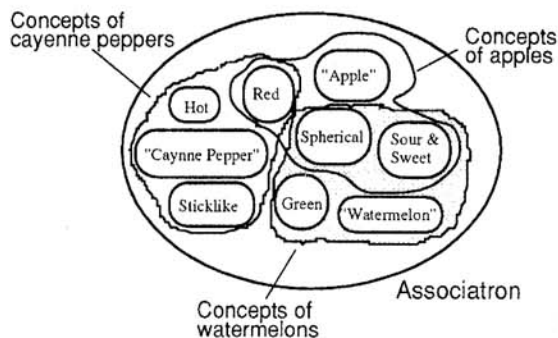 Concepts of
cayenne peppers
Concepts
of apples
"Apple"
Red
Hot
Spherical
Sour &
Sweet
"Caynne Pepper"
Sticklike
Green
"Watermelon"
Associatron
Concepts of
watermelons